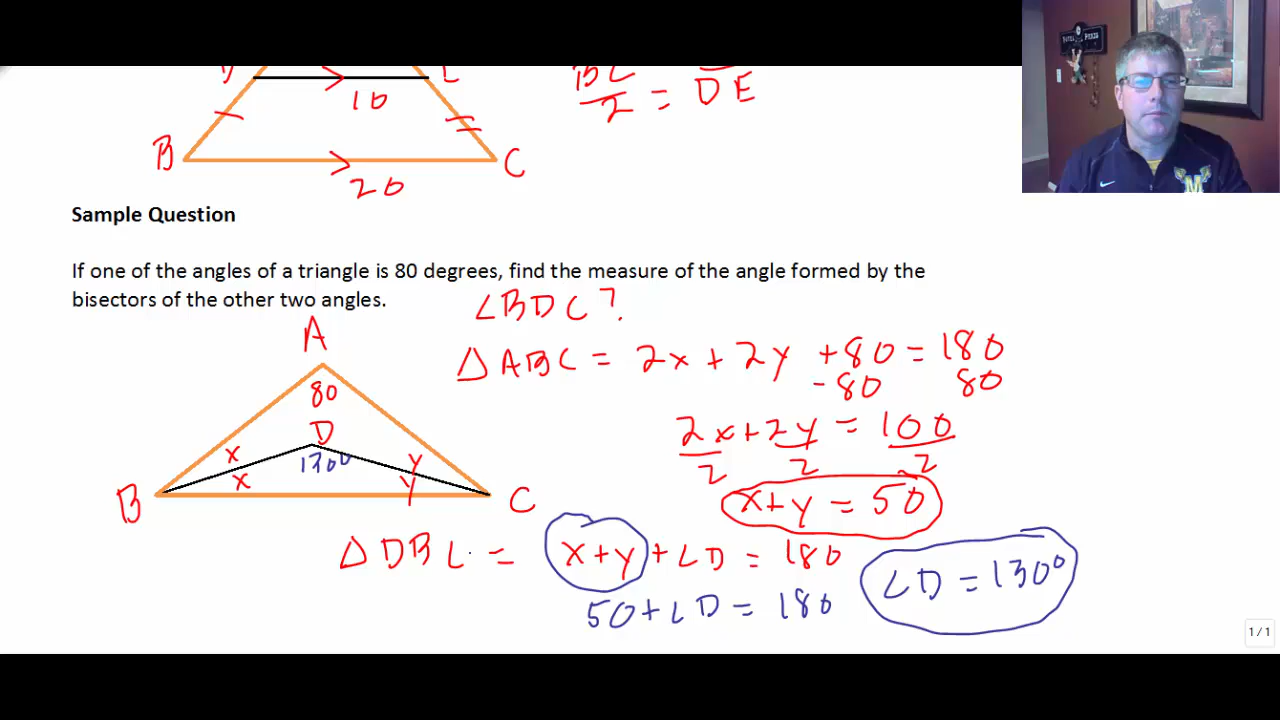 D E
10
BC/2 = DE
B C
20
Sample Question
If one of the angles of a triangle is 80 degrees, find the measure of the angle formed by the
bisectors of the other two angles.
∠BDC?
A
△ABC = 2x + 2y + 80 = 180
-80 80
80
D
2x + 2y = 100
2 2 2
x y
130°
x y
B C
x + y = 50
△DBC = x + y + ∠D = 180
∠D = 130°
50 + ∠D = 180
1 / 1
M